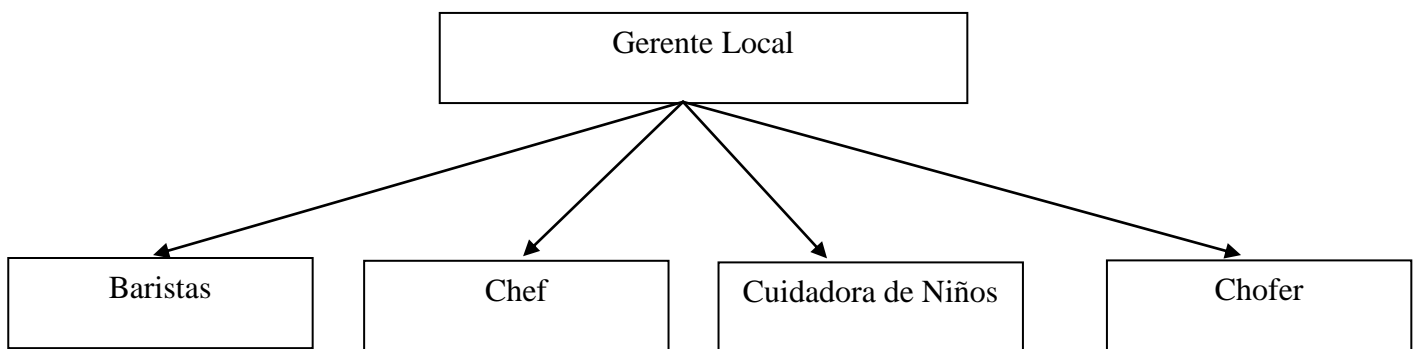 Gerente Local
Baristas
Chef
Cuidadora de Niños
Chofer